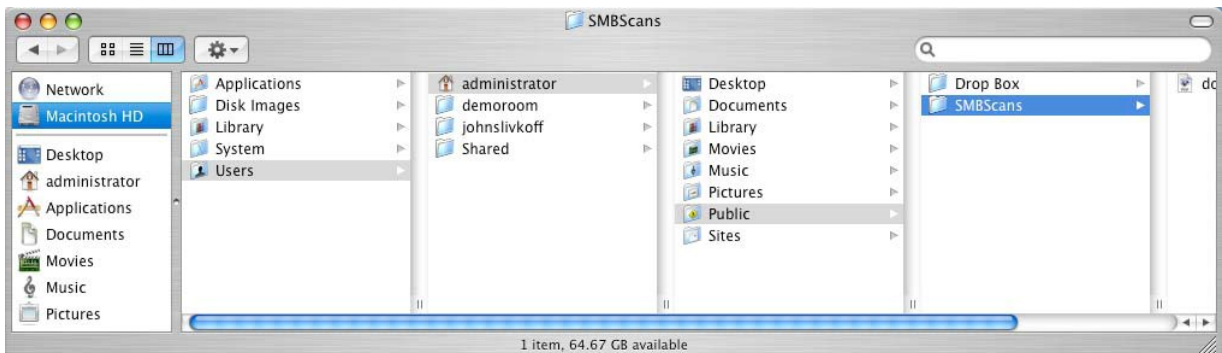 SMBScans
Network
Macintosh HD
Desktop
administrator
Applications
Documents
Movies
Music
Pictures
Applications
Disk Images
Library
System
Users
administrator
demoroom
johnslivkoff
Shared
Desktop
Documents
Library
Movies
Music
Pictures
Public
Sites
Drop Box
SMBScans
dc
1 item, 64.67 GB available